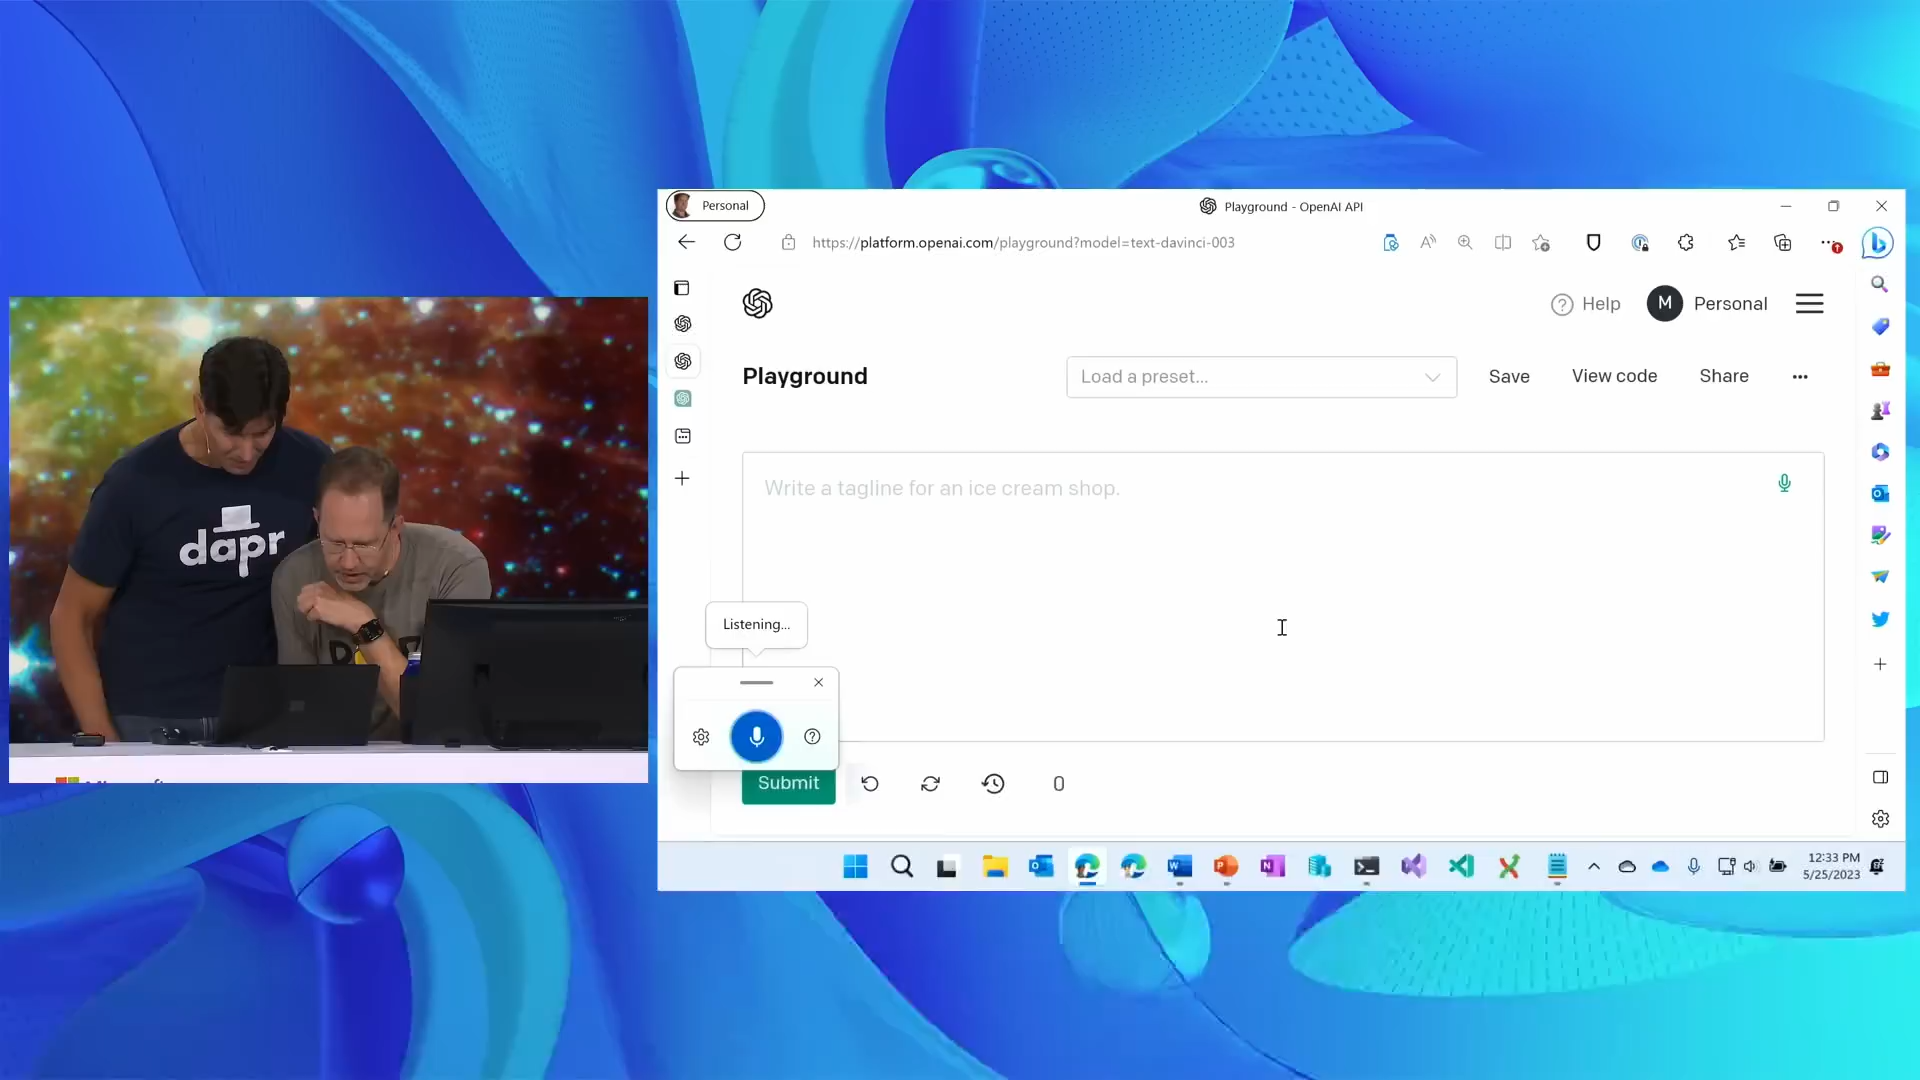 Personal
Playground - OpenAI API
https://platform.openai.com/playground?model=text-davinci-003
Help
M
Personal
Playground
Load a preset...
Save
View code
Share
Write a tagline for an ice cream shop.
dapr
Listening...
Submit
0
12:33 PM
5/25/2023